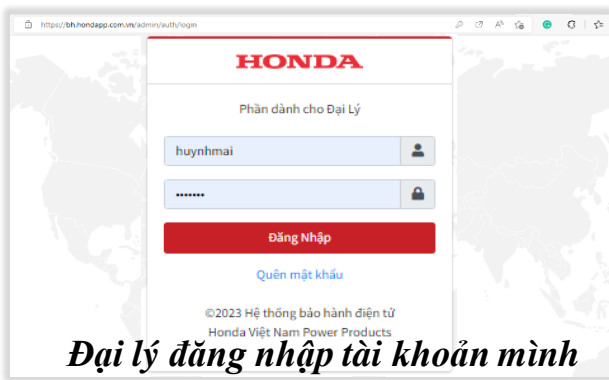 https://bh.hondapp.com.vn/admin/auth/login
HONDA
Phần dành cho Đại Lý
huynhmai
•••••••
Đăng Nhập
Quên mật khẩu
©2023 Hệ thống bảo hành điện tử
Honda Việt Nam Power Products
Đại lý đăng nhập tài khoản mình